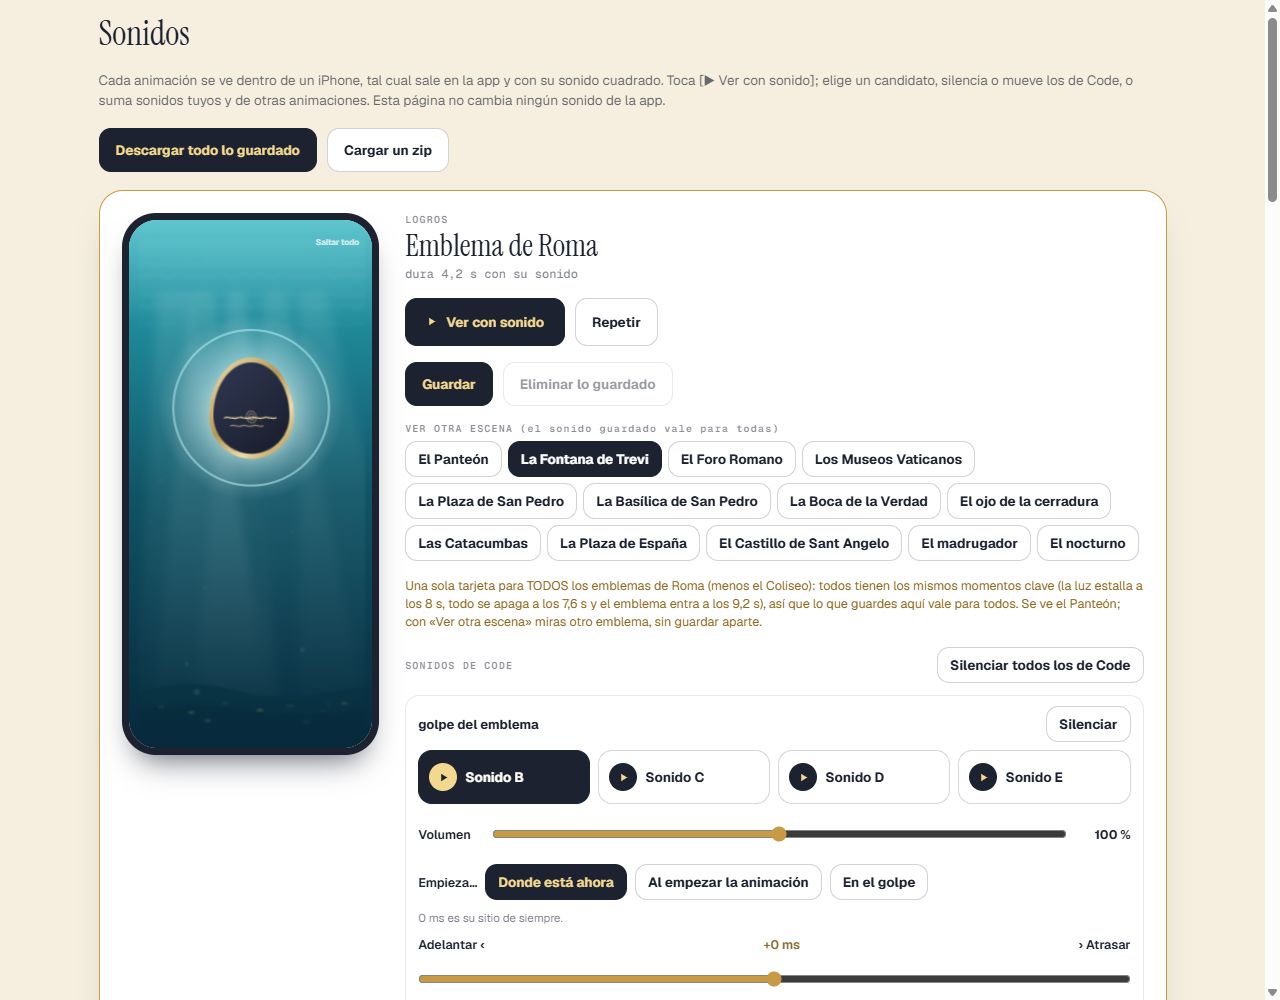 Sonidos
Cada animación se ve dentro de un iPhone, tal cual sale en la app y con su sonido cuadrado. Toca [▶ Ver con sonido]; elige un candidato, silencia o mueve los de Code, o
suma sonidos tuyos y de otras animaciones. Esta página no cambia ningún sonido de la app.
Descargar todo lo guardado
Cargar un zip
Saltar todo
LOGROS
Emblema de Roma
dura 4,2 s con su sonido
Ver con sonido
Repetir
Guardar
Eliminar lo guardado
VER OTRA ESCENA (el sonido guardado vale para todas)
El Panteón
La Fontana de Trevi
El Foro Romano
Los Museos Vaticanos
La Plaza de San Pedro
La Basílica de San Pedro
La Boca de la Verdad
El ojo de la cerradura
Las Catacumbas
La Plaza de España
El Castillo de Sant Angelo
El madrugador
El nocturno
Una sola tarjeta para TODOS los emblemas de Roma (menos el Coliseo): todos tienen los mismos momentos clave (la luz estalla a
los 8 s, todo se apaga a los 7,6 s y el emblema entra a los 9,2 s), así que lo que guardes aquí vale para todos. Se ve el Panteón;
con «Ver otra escena» miras otro emblema, sin guardar aparte.
SONIDOS DE CODE
Silenciar todos los de Code
golpe del emblema
Silenciar
Sonido B
Sonido C
Sonido D
Sonido E
Volumen
100 %
Empieza…
Donde está ahora
Al empezar la animación
En el golpe
0 ms es su sitio de siempre.
Adelantar ‹
+0 ms
› Atrasar